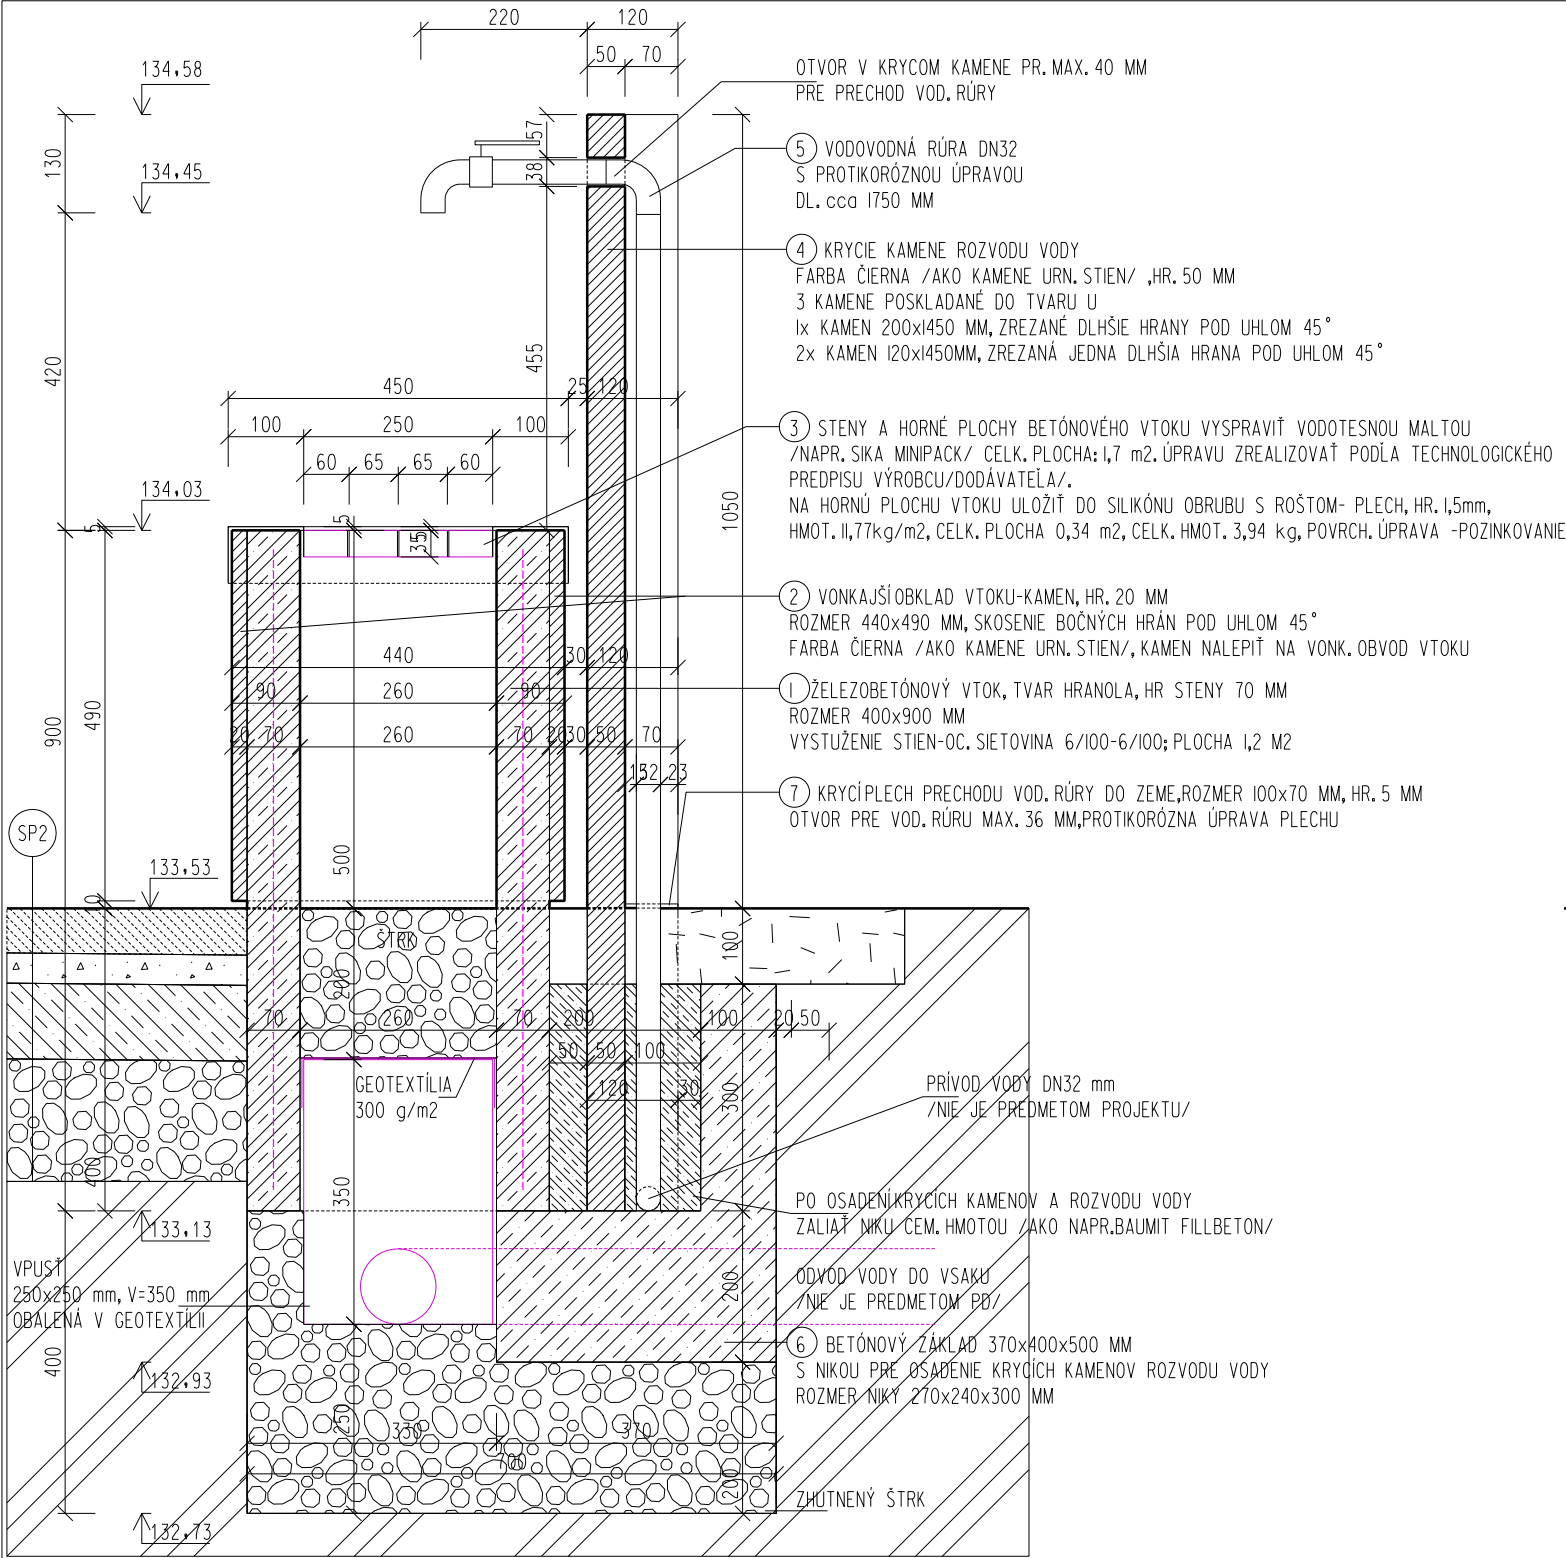 220
120
50
70
134,58
OTVOR V KRYCOM KAMENE PR. MAX. 40 MM
PRE PRECHOD VOD. RÚRY
57
130
5 VODOVODNÁ RÚRA DN32
S PROTIKORÓZNOU ÚPRAVOU
DL. cca 1750 MM
134,45
38
4 KRYCIE KAMENE ROZVODU VODY
FARBA ČIERNA /AKO KAMENE URN. STIEN/ ,HR. 50 MM
3 KAMENE POSKLADANÉ DO TVARU U
1x KAMEN 200x1450 MM, ZREZANÉ DLHŠIE HRANY POD UHLOM 45°
2x KAMEN 120x1450MM, ZREZANÁ JEDNA DLHŠIA HRANA POD UHLOM 45°
420
455
450
25
120
100
250
100
60
65
65
60
3 STENY A HORNÉ PLOCHY BETÓNOVÉHO VTOKU VYSPRAVIŤ VODOTESNOU MALTOU
/NAPR. SIKA MINIPACK/ CELK. PLOCHA: 1,7 m2. ÚPRAVU ZREALIZOVAŤ PODĽA TECHNOLOGICKÉHO
PREDPISU VÝROBCU/DODÁVATEĽA/.
NA HORNÚ PLOCHU VTOKU ULOŽIŤ DO SILIKÓNU OBRUBU S ROŠTOM- PLECH, HR. 1,5mm,
HMOT. 11,77kg/m2, CELK. PLOCHA 0,34 m2, CELK. HMOT. 3,94 kg, POVRCH. ÚPRAVA -POZINKOVANIE
134,03
1050
5
5
5
35
2 VONKAJŠÍ OBKLAD VTOKU-KAMEN, HR. 20 MM
ROZMER 440x490 MM, SKOSENIE BOČNÝCH HRÁN POD UHLOM 45°
FARBA ČIERNA /AKO KAMENE URN. STIEN/, KAMEN NALEPIŤ NA VONK. OBVOD VTOKU
440
30
120
90
260
90
1 ŽELEZOBETÓNOVÝ VTOK, TVAR HRANOLA, HR STENY 70 MM
ROZMER 400x900 MM
VYSTUŽENIE STIEN-OC. SIETOVINA 6/100-6/100; PLOCHA 1,2 M2
900
490
20
70
260
70
20
30
50
70
15
32
23
7 KRYCÍ PLECH PRECHODU VOD. RÚRY DO ZEME,ROZMER 100x70 MM, HR. 5 MM
OTVOR PRE VOD. RÚRU MAX. 36 MM,PROTIKORÓZNA ÚPRAVA PLECHU
SP2
500
133,53
10
ŠTRK
100
200
70
260
70
200
100
20
50
50
50
100
GEOTEXTÍLIA
300 g/m2
120
30
300
PRÍVOD VODY DN32 mm
/NIE JE PREDMETOM PROJEKTU/
400
350
PO OSADENÍ KRYCÍCH KAMENOV A ROZVODU VODY
ZALIAŤ NIKU CEM. HMOTOU /AKO NAPR.BAUMIT FILLBETON/
133,13
VPUSŤ
250x250 mm, V=350 mm
OBALENÁ V GEOTEXTÍLII
ODVOD VODY DO VSAKU
/NIE JE PREDMETOM PD/
200
6 BETÓNOVÝ ZÁKLAD 370x400x500 MM
S NIKOU PRE OSADENIE KRYCÍCH KAMENOV ROZVODU VODY
ROZMER NIKY 270x240x300 MM
400
132,93
250
330
370
700
200
ZHUTNENÝ ŠTRK
132,73